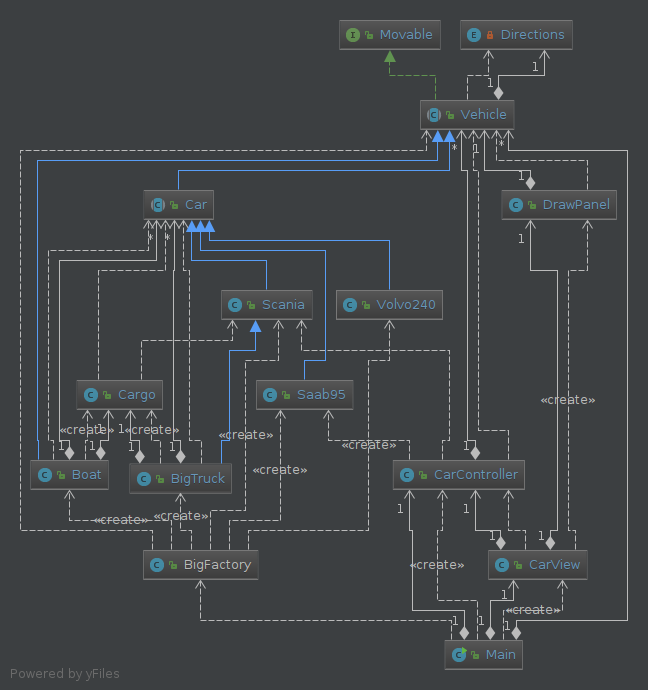 Movable
Directions
1
1
Vehicle
*
1
*
Car
1
DrawPanel
*
*
1
Scania
Volvo240
Cargo
Saab95
«create»
«create»
«create»
1
1
«create»
«create»
1
1
1
1
Boat
BigTruck
«create»
CarController
1
1
«create»
«create»
1
1
BigFactory
«create»
CarView
1
«create»
1
1
1
Main
Powered by yFiles